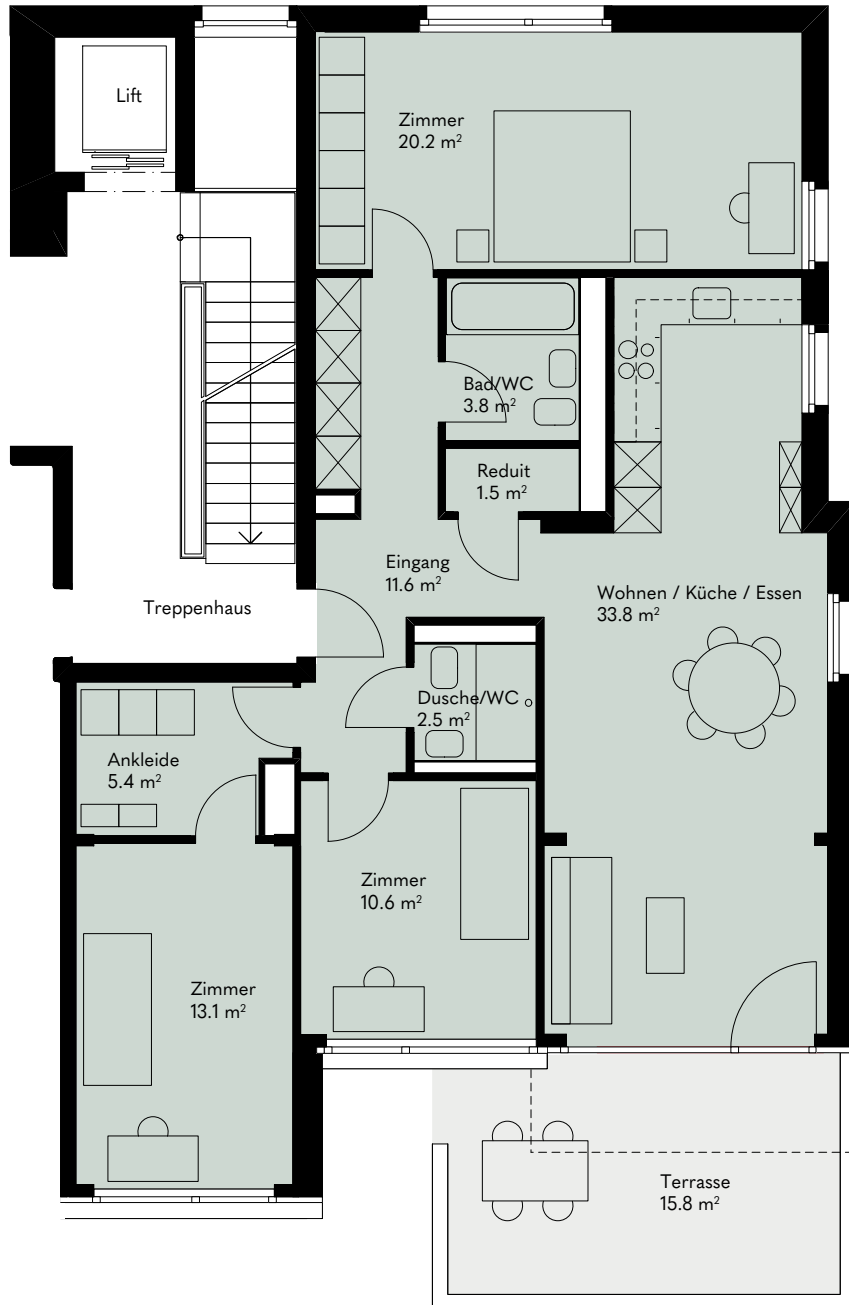 Lift
Zimmer
20.2 m²
Bad/WC
3.8 m²
Reduit
1.5 m²
Eingang
11.6 m²
Wohnen / Küche / Essen
33.8 m²
Treppenhaus
Dusche/WC
2.5 m²
Ankleide
5.4 m²
Zimmer
10.6 m²
Zimmer
13.1 m²
Terrasse
15.8 m²